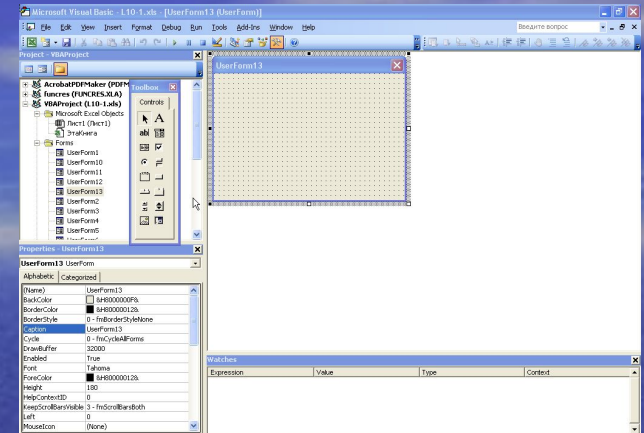 Microsoft Visual Basic - L10-1.xls - [UserForm13 (UserForm)]
File Edit View Insert Format Debug Run Tools Add-Ins Window Help
Введите вопрос
Project - VBAProject
AcrobatPDFMaker (PDFM
funcres (FUNCRES.XLA)
VBAProject (L10-1.xls)
Microsoft Excel Objects
Лист1 (Лист1)
ЭтаКнига
Forms
UserForm1
UserForm10
UserForm11
UserForm12
UserForm13
UserForm2
UserForm3
UserForm4
UserForm5
Toolbox
Controls
A
abl
UserForm13
Properties - UserForm13
UserForm13 UserForm
Alphabetic Categorized
(Name) UserForm13
BackColor &H8000000F&
BorderColor &H80000012&
BorderStyle 0 - fmBorderStyleNone
Caption UserForm13
Cycle 0 - fmCycleAllForms
DrawBuffer 32000
Enabled True
Font Tahoma
ForeColor &H80000012&
Height 180
HelpContextID 0
KeepScrollBarsVisible 3 - fmScrollBarsBoth
Left 0
MouseIcon (None)
Watches
Expression Value Type Context